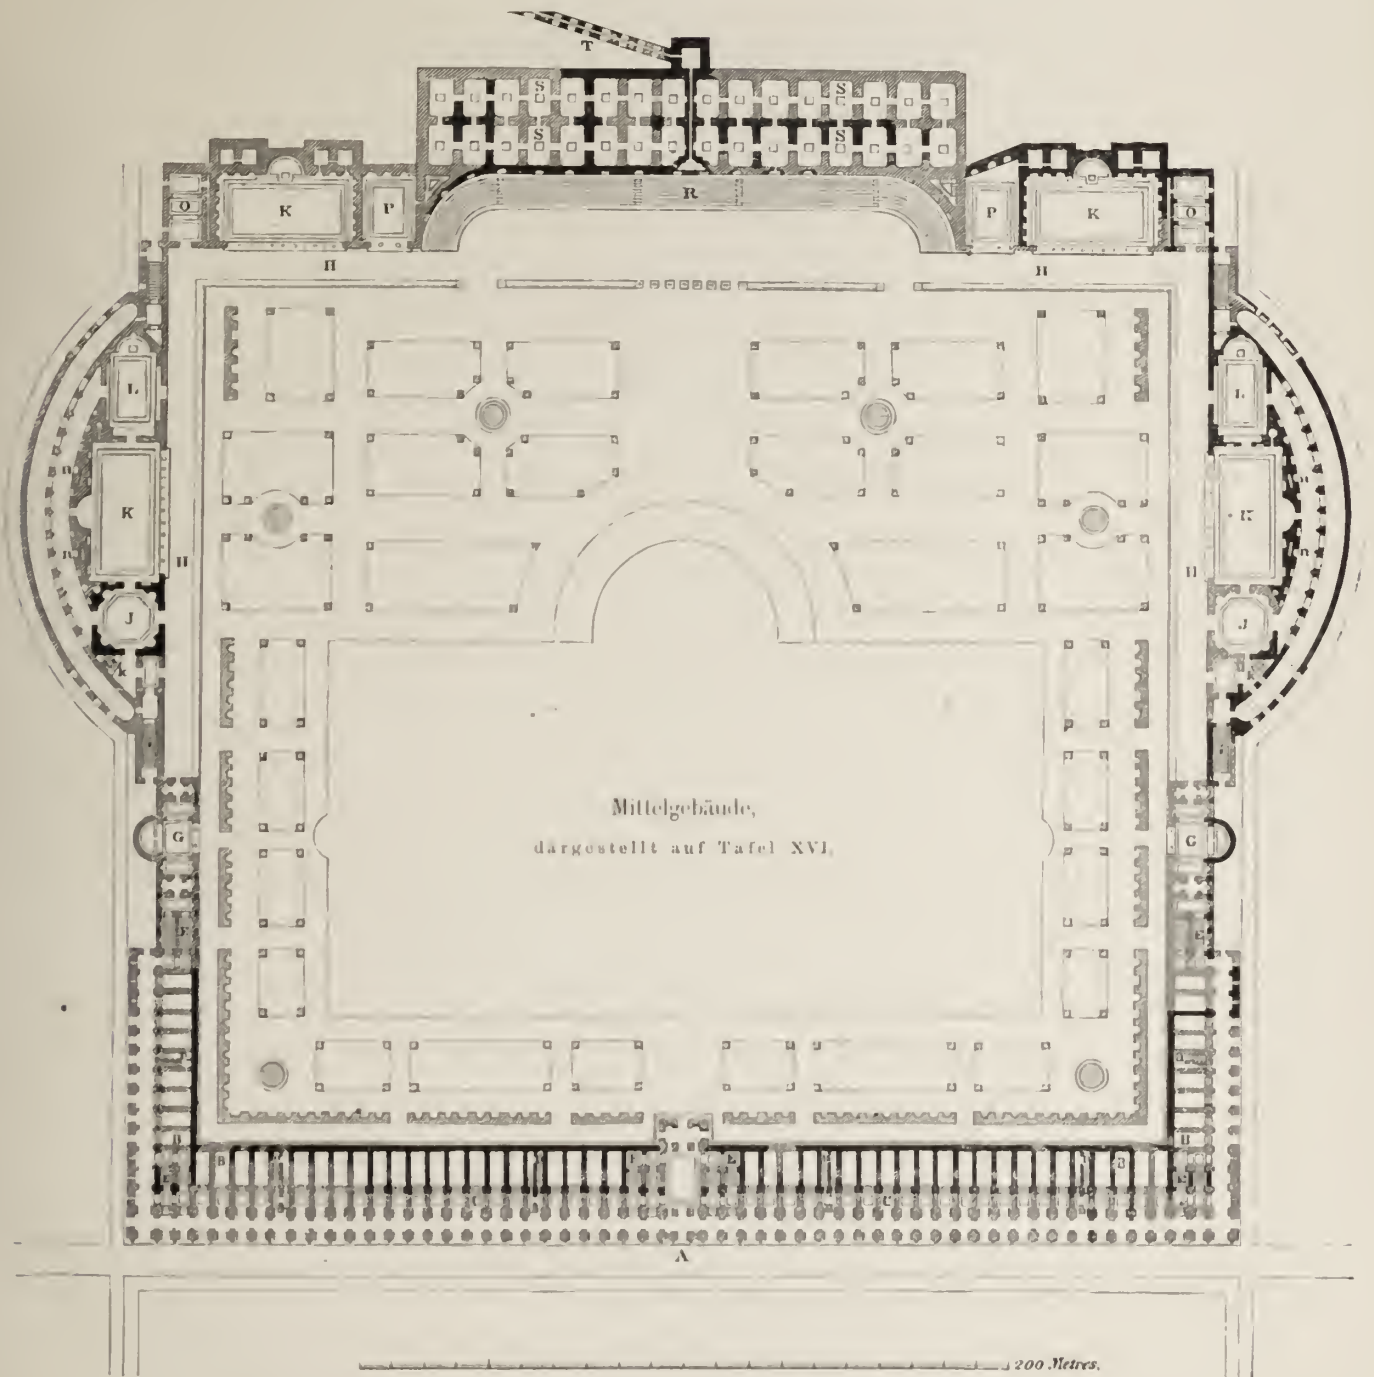 T
S S
S S
O K P R P K O
H H
L L
K n n K n n
H H
J J
k
Mittelgebäude,
dargestellt auf Tafel XVI.
G G
E
B B
B B
E E
C C
A
200 Metres.